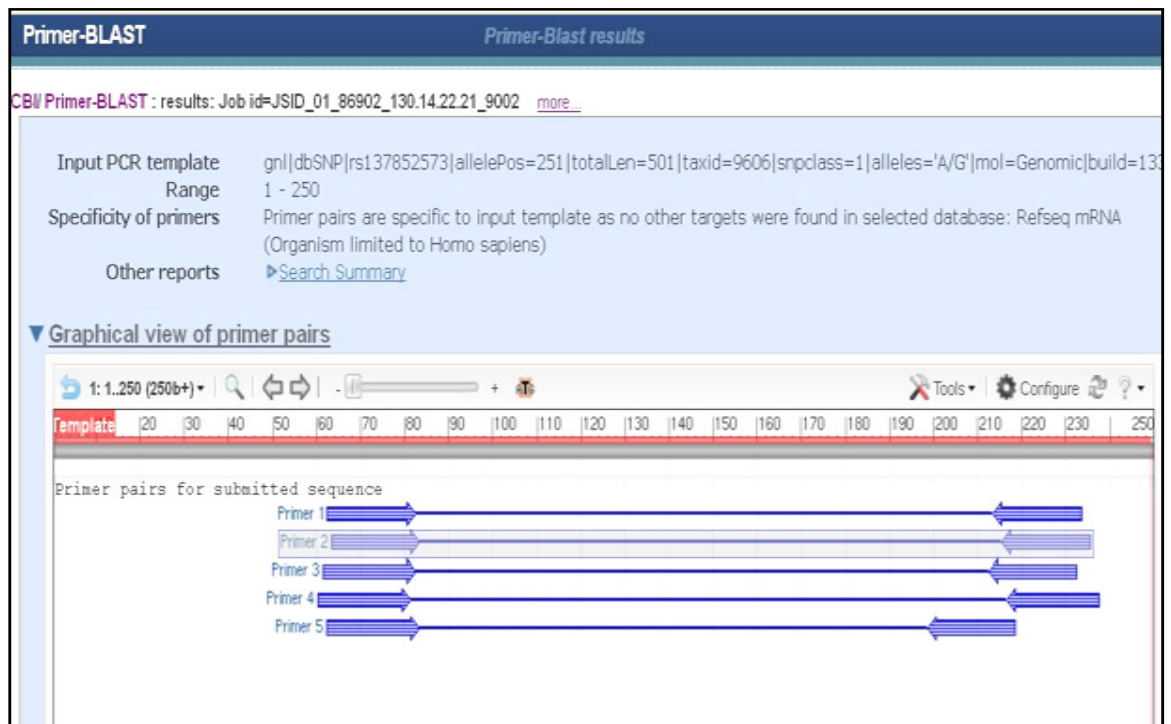 Primer-BLAST Primer-Blast results
CBI/ Primer-BLAST : results: Job id=JSID_01_86902_130.14.22.21_9002 more...
Input PCR template gnl|dbSNP|rs137852573|allelePos=251|totalLen=501|taxid=9606|snpclass=1|alleles='A/G'|mol=Genomic|build=133
Range 1 - 250
Specificity of primers Primer pairs are specific to input template as no other targets were found in selected database: Refseq mRNA
(Organism limited to Homo sapiens)
Other reports Search Summary
Graphical view of primer pairs
1: 1..250 (250b+) - + T Tools Configure ?
Template |20 |30 |40 |50 |60 |70 |80 |90 |100 |110 |120 |130 |140 |150 |160 |170 |180 |190 |200 |210 |220 |230 | 250
Primer pairs for submitted sequence
Primer 1
Primer 2
Primer 3
Primer 4
Primer 5